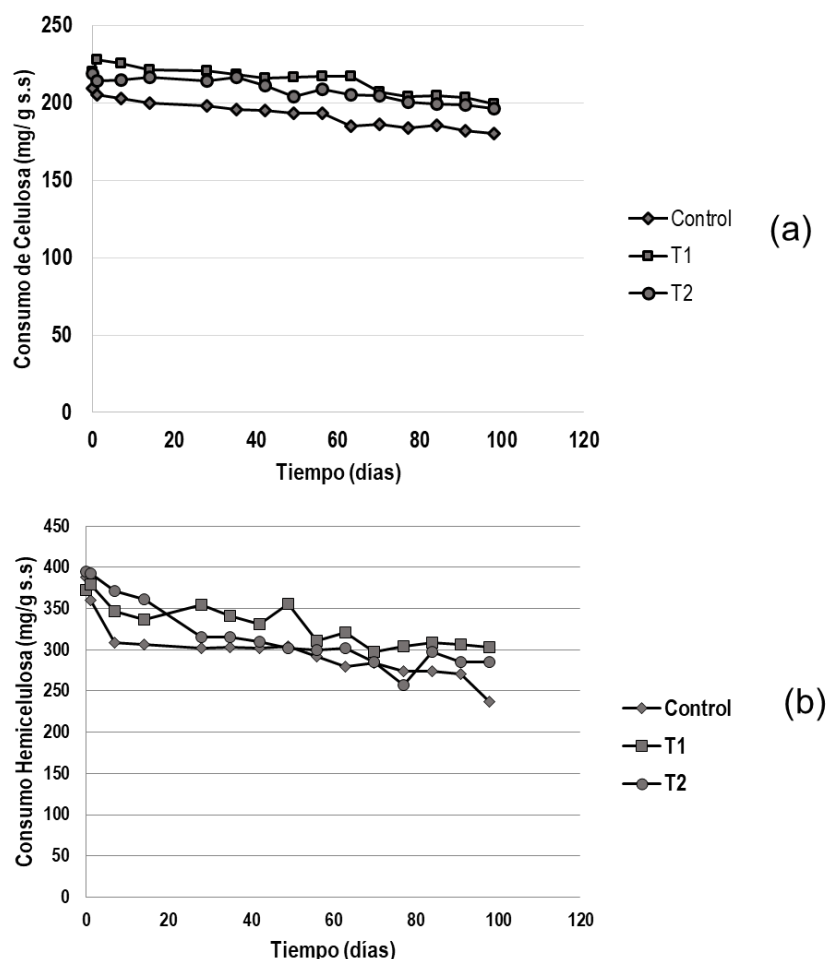 250
200
150
100
50
0
0 20 40 60 80 100 120
Consumo de Celulosa (mg/ g s.s)
Tiempo (días)
Control
T1
T2
(a)
450
400
350
300
250
200
150
100
50
0
0 20 40 60 80 100 120
Consumo Hemicelulosa (mg/g s.s)
Tiempo (días)
Control
T1
T2
(b)